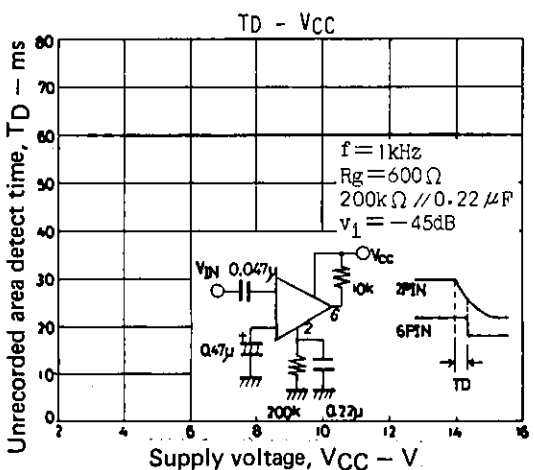 TD - VCC
Unrecorded area detect time, TD — ms
80
70
60
50
40
30
20
10
0
f=1kHz
Rg=600Ω
200kΩ//0.22μF
v1=-45dB
VIN
0.047μ
Vcc
10k
6
2
0.47μ
+
200k
0.22μ
2PIN
6PIN
TD
2
4
6
8
10
12
14
16
Supply voltage, VCC — V